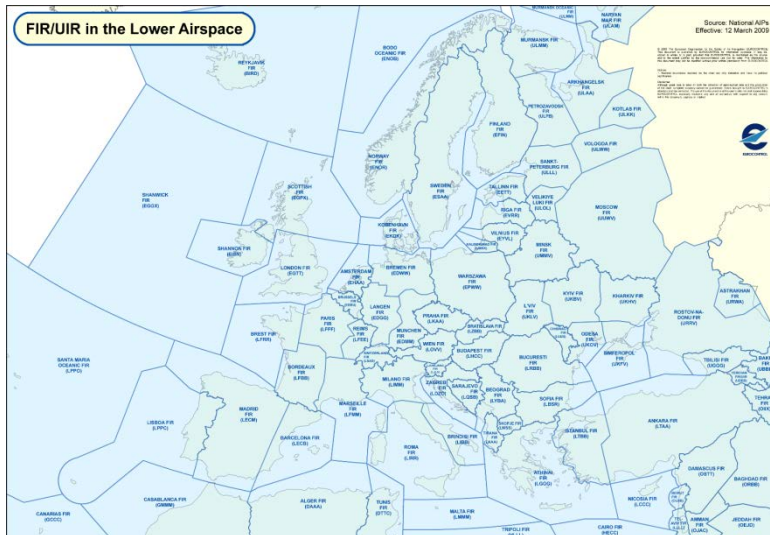 FIR/UIR in the Lower Airspace
Source: National AIPs
Effective: 12 March 2009
EUROCONTROL
REYKJAVIK
FIR
(BIRD)
BODO
OCEANIC FIR
(ENOB)
MURMANSK FIR
(ULMM)
ARKHANGELSK
FIR
(ULAA)
KOTLAS FIR
(ULKK)
PETROZAVODSK
FIR
FINLAND
FIR
(EFIN)
VOLOGDA FIR
(ULWW)
NORWAY
FIR
(ENOR)
SANKT-
PETERBURG FIR
(ULLL)
SHANWICK
FIR
(EGGX)
SCOTTISH
FIR
(EGPX)
SWEDEN
FIR
(ESAA)
TALLINN FIR
(EETT)
VELIKIYE
LUKI FIR
(ULOL)
MOSCOW
FIR
(UUWV)
RIGA FIR
(EVRR)
KOBENHAVN
FIR
(EKDK)
VILNIUS FIR
(EYVL)
SHANNON FIR
(EISN)
MINSK
FIR
(UMMV)
LONDON FIR
(EGTT)
AMSTERDAM
FIR
(EHAA)
BREMEN FIR
(EDWW)
WARSZAWA
FIR
(EPWW)
ASTRAKHAN
FIR
(URWA)
LANGEN
FIR
(EDGG)
L'VIV
FIR
(UKLV)
KYIV FIR
(UKBV)
KHARKIV FIR
(UKHV)
ROSTOV-NA-
DONU FIR
(URRV)
PARIS
FIR
(LFFF)
PRAHA FIR
(LKAA)
REIMS
FIR
(LFEE)
BREST FIR
(LFRR)
MUNCHEN
FIR
(EDMM)
BRATISLAVA
FIR
WIEN FIR
(LOVV)
ODESA
FIR
(UKOV)
BUDAPEST FIR
(LHCC)
BUCURESTI
FIR
(LRBB)
SIMFEROPOL
FIR
(UKFV)
SANTA MARIA
OCEANIC FIR
(LPPO)
BORDEAUX
FIR
(LFBB)
TBILISI FIR
(UGGG)
MILANO FIR
(LIMM)
ZAGREB
FIR
SARAJEVO
FIR
(LQSB)
BEOGRAD
FIR
(LYBA)
MARSEILLE
FIR
(LFMM)
SOFIA FIR
(LBSR)
MADRID
FIR
(LECM)
LISBOA FIR
(LPPC)
BARCELONA FIR
(LECB)
ROMA
FIR
(LIRR)
BRINDISI FIR
(LIBB)
ISTANBUL FIR
(LTBB)
ANKARA FIR
(LTAA)
ATHINAI
FIR
(LGGG)
DAMASCUS FIR
(OSTT)
BAGHDAD FIR
(ORBB)
CANARIAS FIR
(GCCC)
CASABLANCA FIR
(GMMM)
ALGER FIR
(DAAA)
TUNIS
FIR
(DTTC)
MALTA FIR
(LMMM)
NICOSIA FIR
(LCCC)
TRIPOLI FIR
CAIRO FIR
(HECC)
AMMAN
FIR
(OJAC)
JEDDAH FIR
(OEJD)